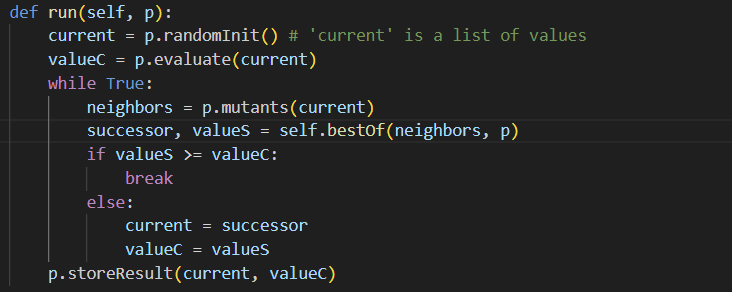 def run(self, p):
    current = p.randomInit() # 'current' is a list of values
    valueC = p.evaluate(current)
    while True:
        neighbors = p.mutants(current)
        successor, valueS = self.bestOf(neighbors, p)
        if valueS >= valueC:
            break
        else:
            current = successor
            valueC = valueS
    p.storeResult(current, valueC)